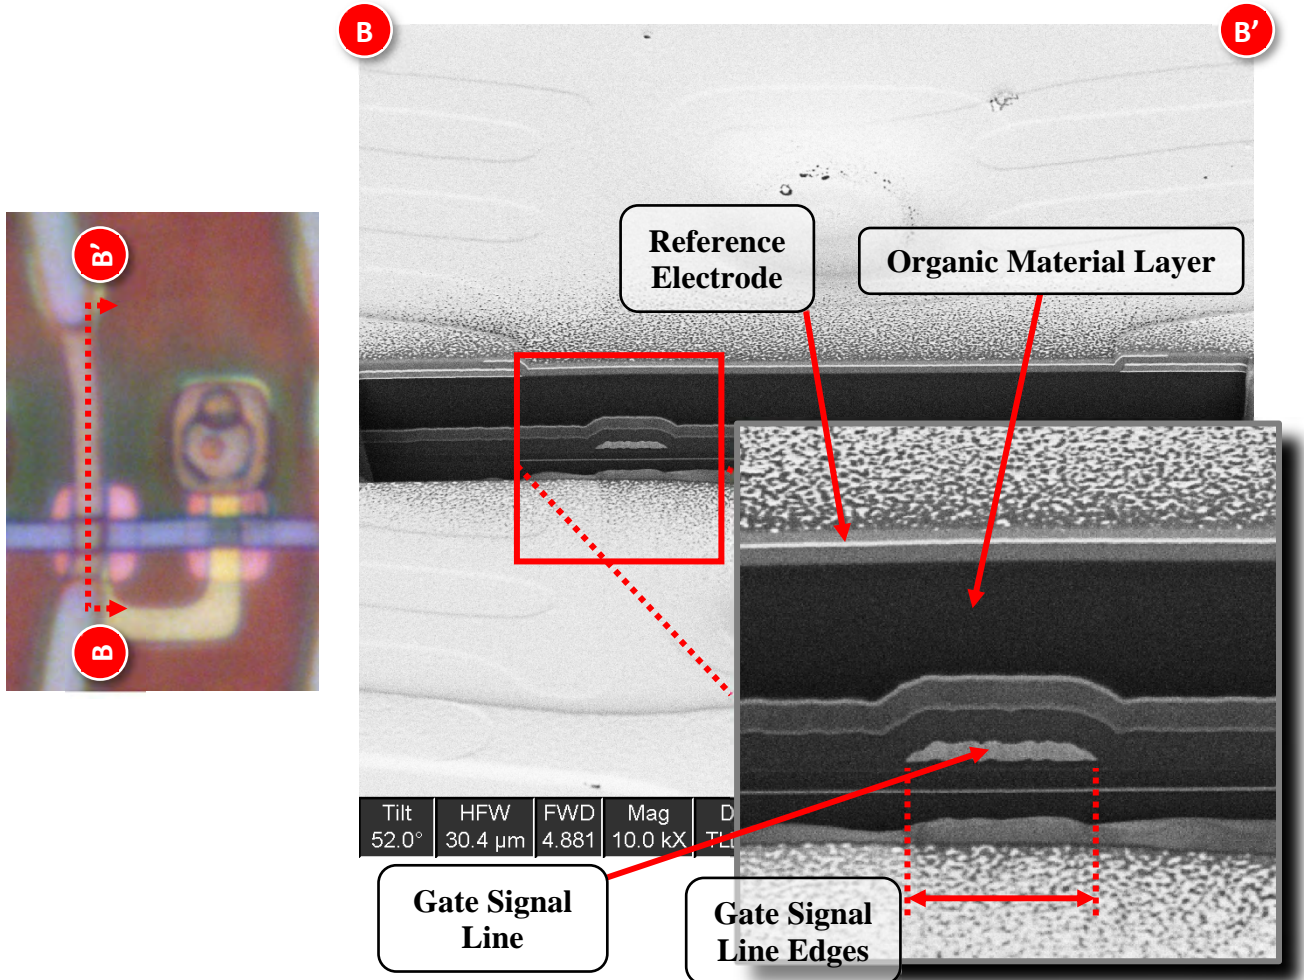 B
B'
B'
B
Reference
Electrode
Organic Material Layer
Tilt
52.0°
HFW
30.4 µm
FWD
4.881
Mag
10.0 kX
Gate Signal
Line
Gate Signal
Line Edges